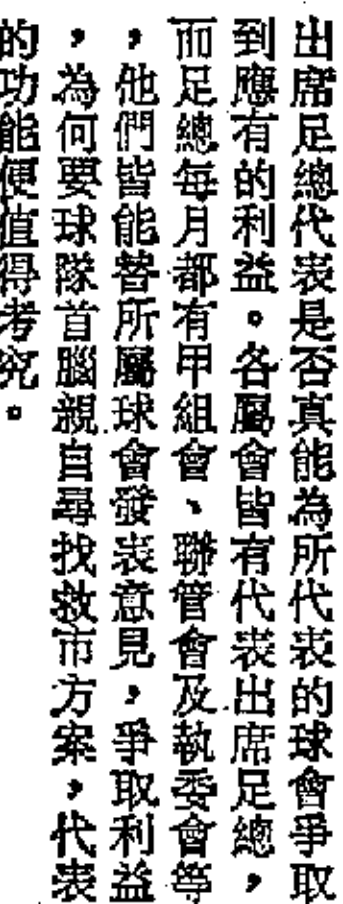 出席足總代表是否真能為所代表的球會爭取
到應有的利益。各屬會皆有代表出席足總,
而足總每月都有甲組會、聯管會及執委會等
,他們皆能替所屬球會發表意見,爭取利益
,為何要球隊首腦親自尋找救市方案,代表
的功能便值得考究。